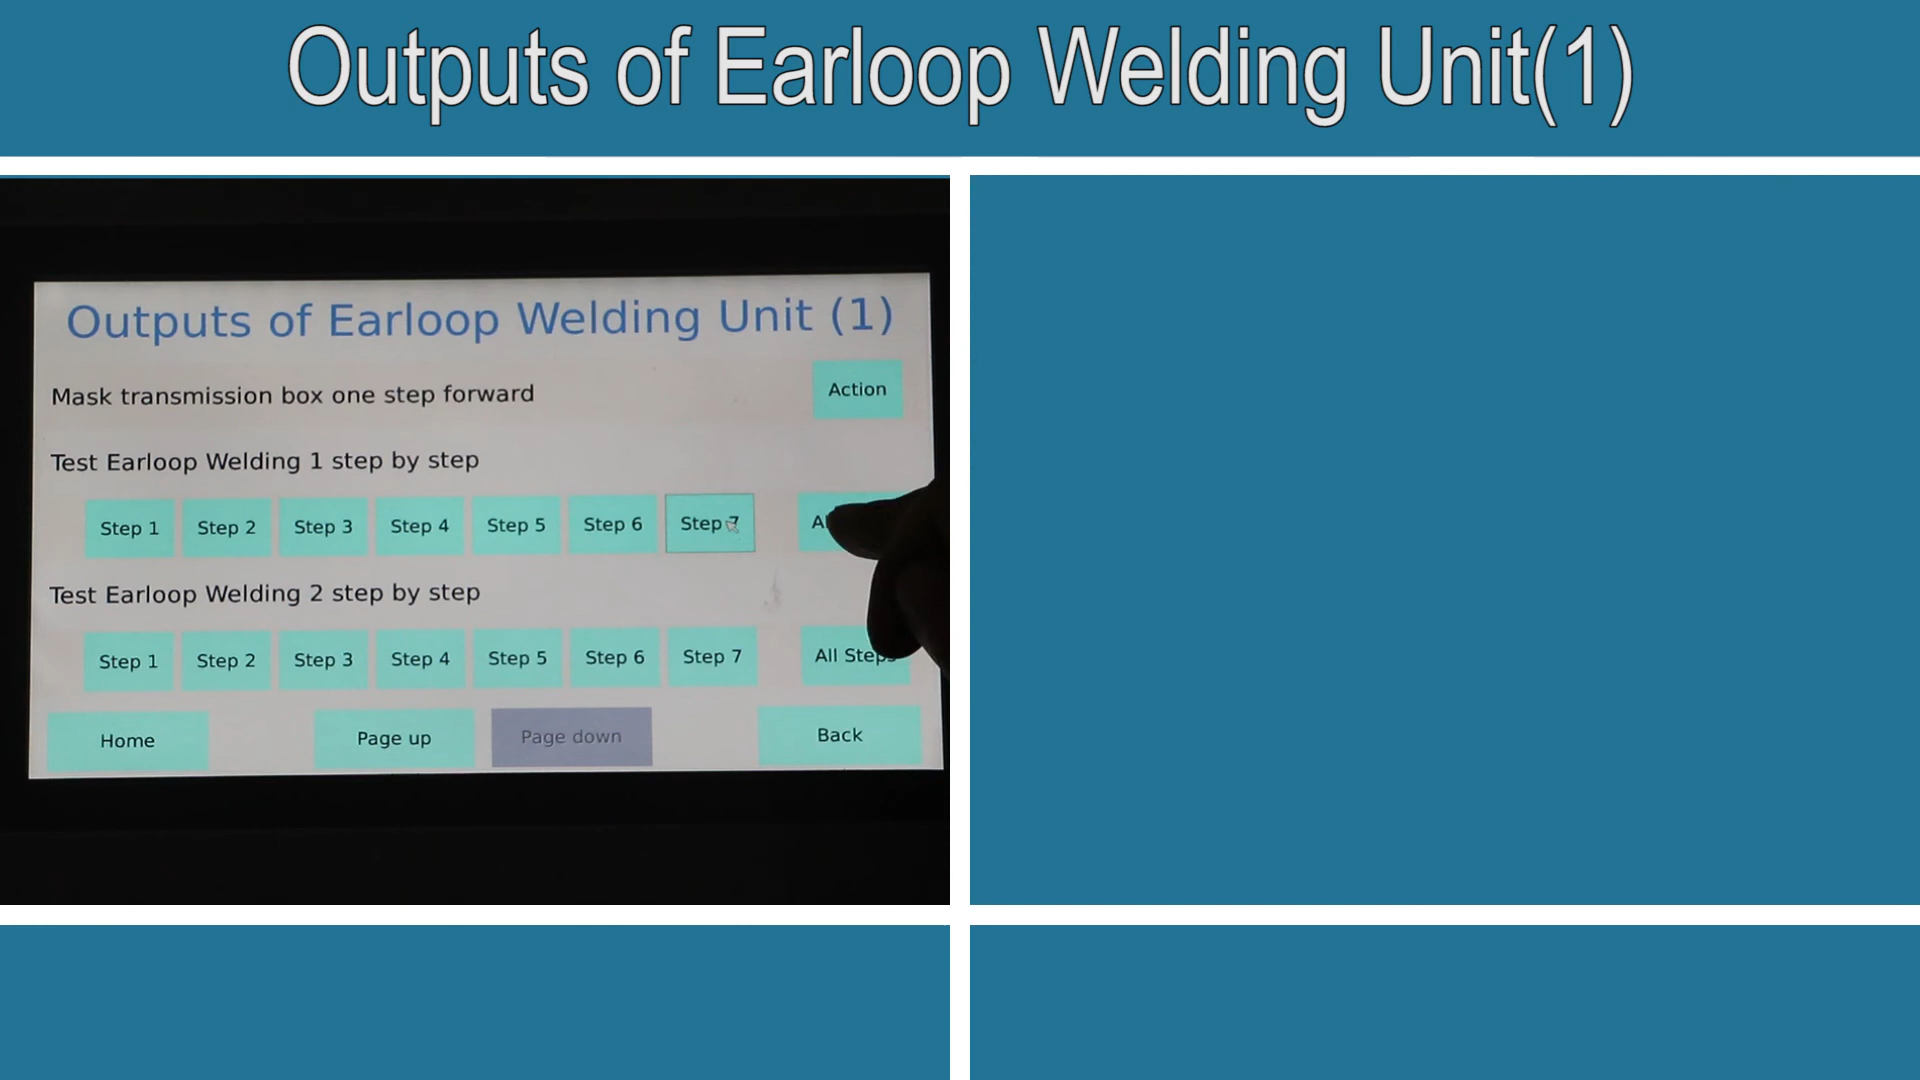 Outputs of Earloop Welding Unit(1)
Outputs of Earloop Welding Unit (1)
Mask transmission box one step forward
Action
Test Earloop Welding 1 step by step
Step 1 Step 2 Step 3 Step 4 Step 5 Step 6 Step 7
Test Earloop Welding 2 step by step
Step 1 Step 2 Step 3 Step 4 Step 5 Step 6 Step 7 All Steps
Home Page up Page down Back